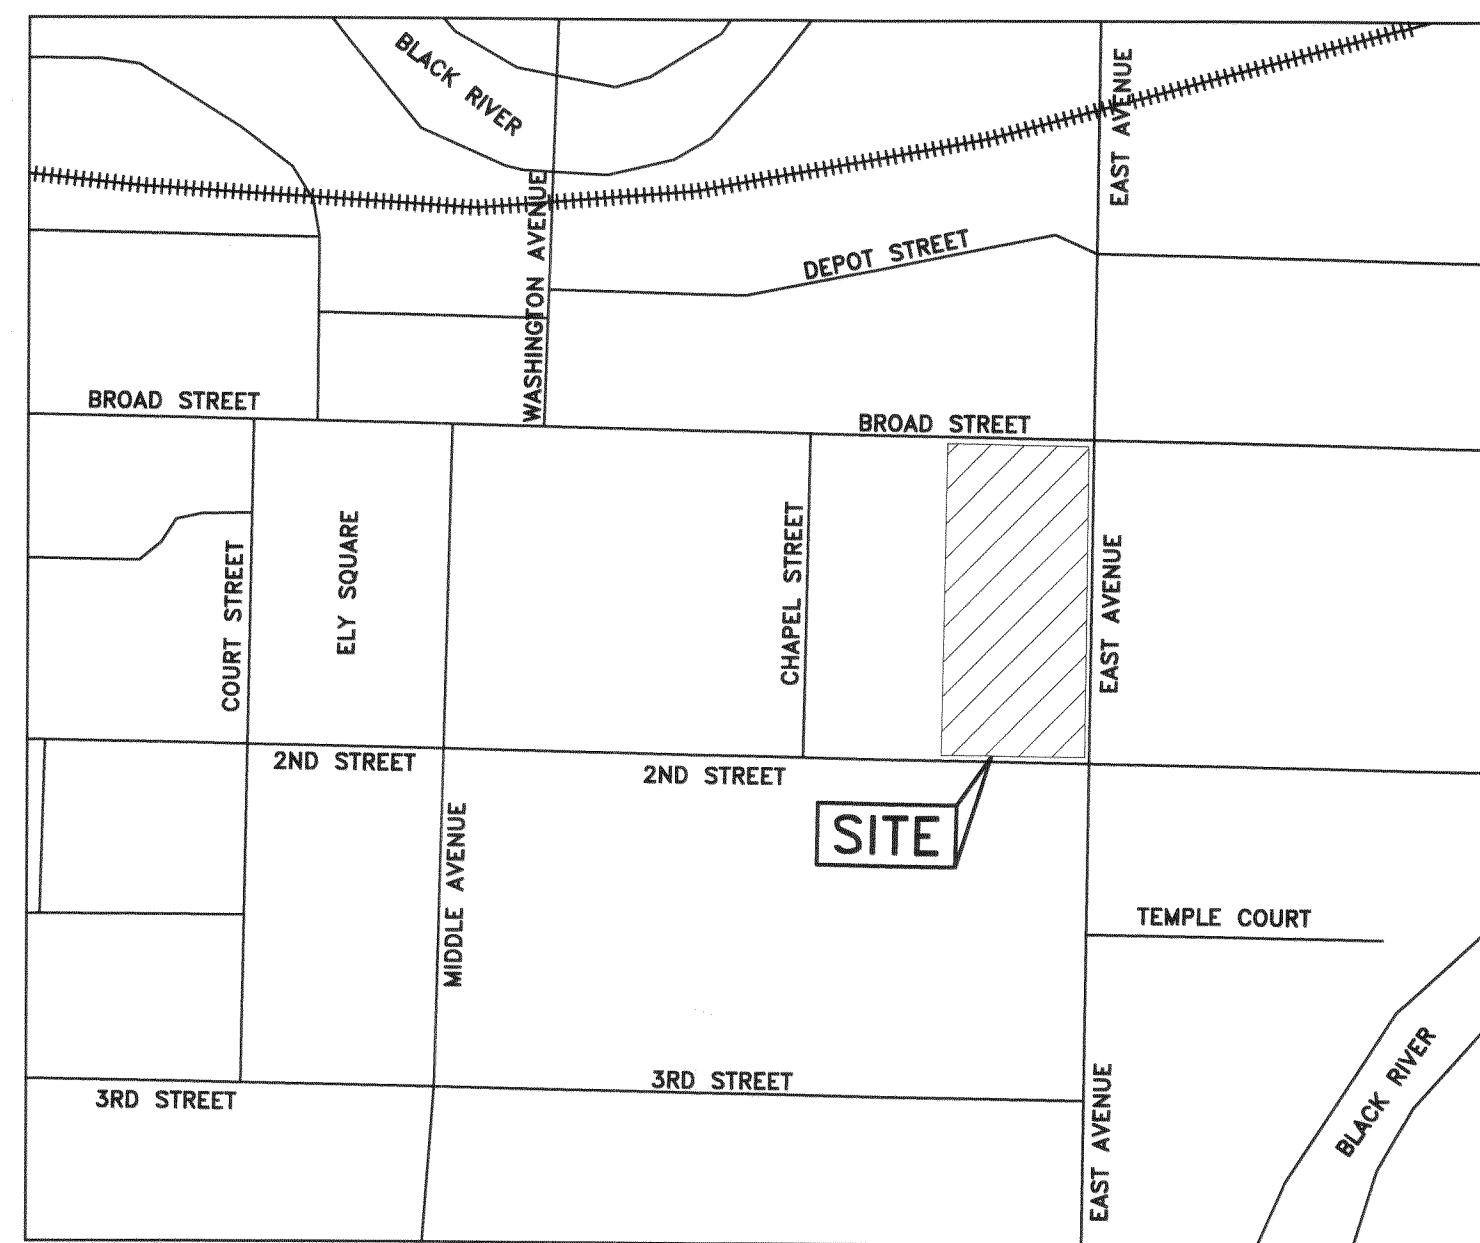 BLACK RIVER
EAST AVENUE
WASHINGTON AVENUE
DEPOT STREET
BROAD STREET
BROAD STREET
COURT STREET
ELY SQUARE
CHAPEL STREET
EAST AVENUE
2ND STREET
2ND STREET
MIDDLE AVENUE
SITE
TEMPLE COURT
3RD STREET
3RD STREET
EAST AVENUE
BLACK RIVER